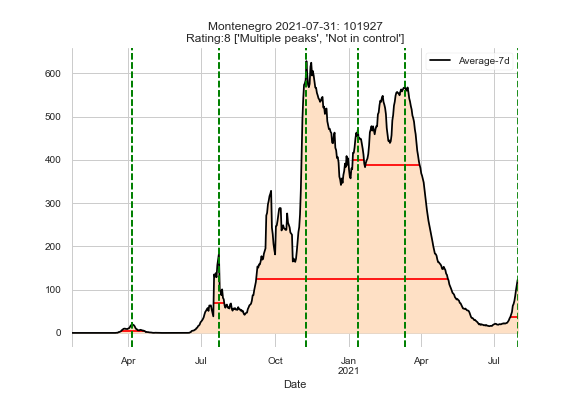 Montenegro 2021-07-31: 101927
Rating:8 ['Multiple peaks', 'Not in control']
Average-7d
600
500
400
300
200
100
0
Apr
Jul
Oct
Jan
2021
Apr
Jul
Date